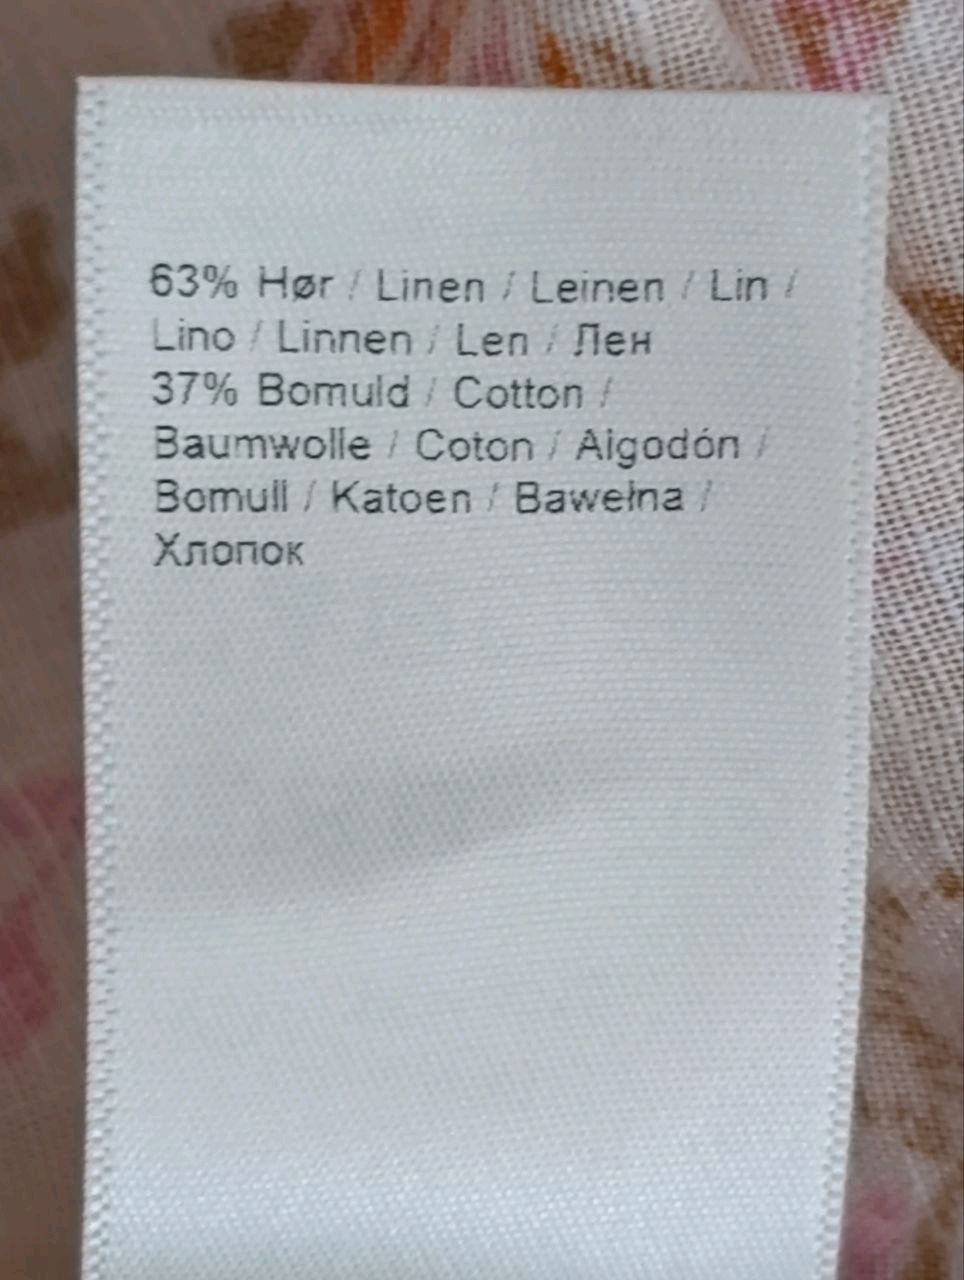 63% Hør / Linen / Leinen / Lin /
Lino / Linnen / Len / Лен
37% Bomuld / Cotton /
Baumwolle / Coton / Algodón /
Bomull / Katoen / Bawełna /
Хлопок